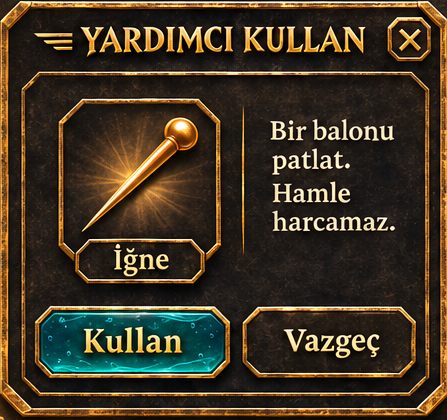 YARDIMCI KULLAN
Bir balonu
patlat.
Hamle
harcamaz.
İğne
Kullan
Vazgeç